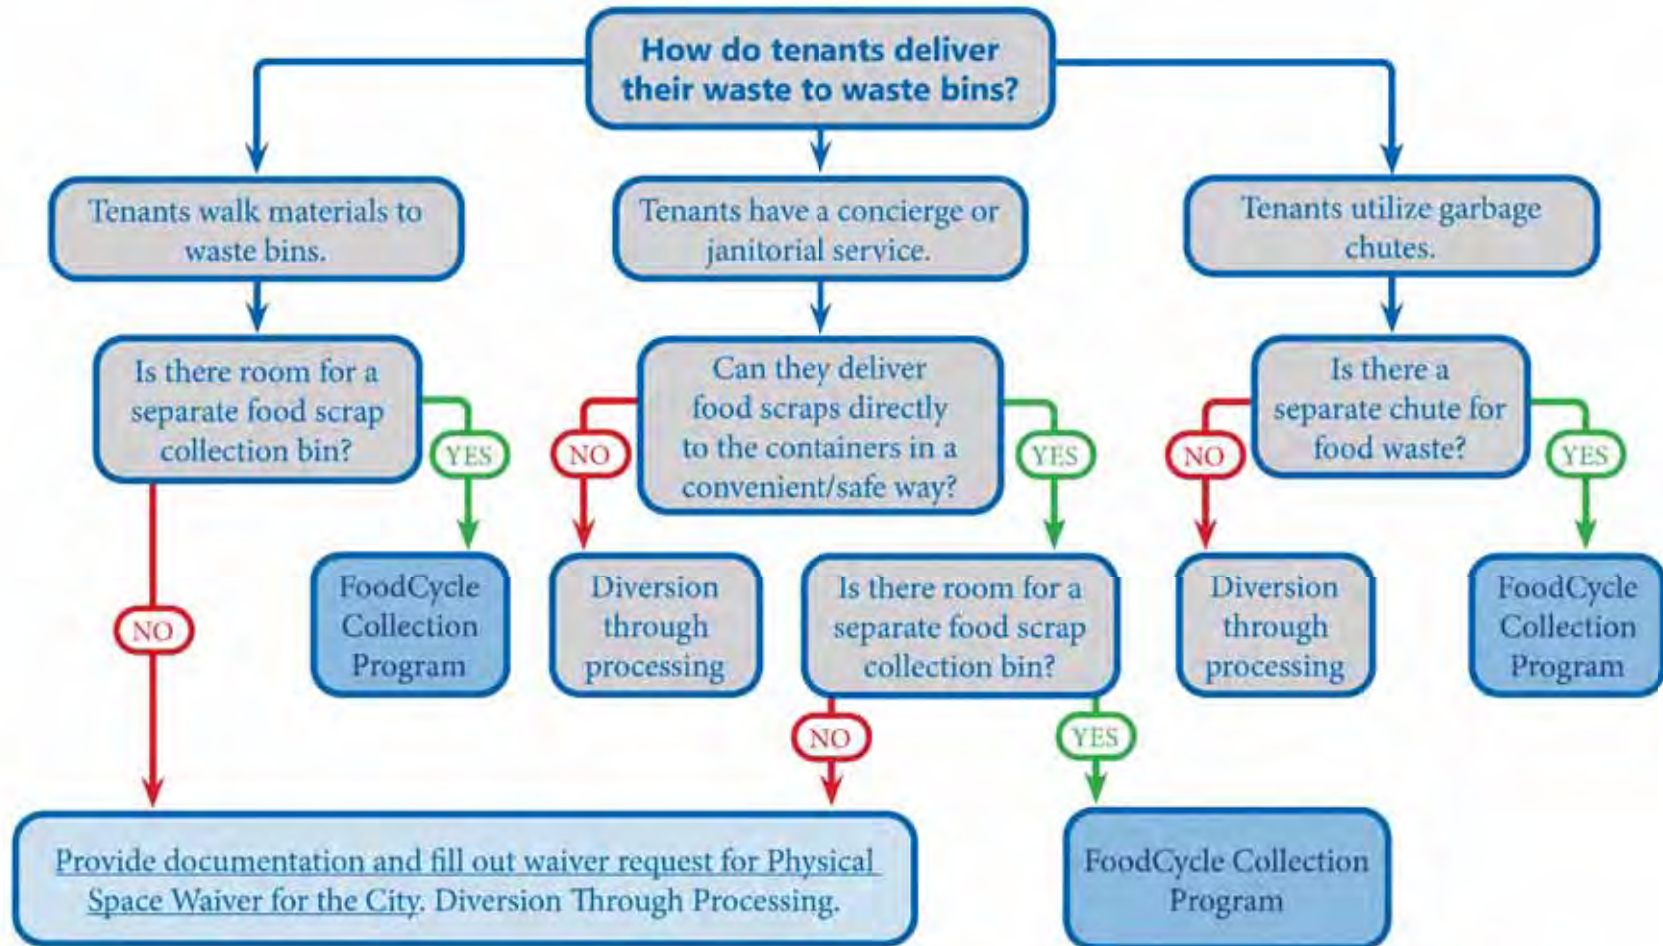 How do tenants deliver
their waste to waste bins?
Tenants walk materials to
waste bins.
Tenants have a concierge or
janitorial service.
Tenants utilize garbage
chutes.
Is there room for a
separate food scrap
collection bin?
YES
NO
Can they deliver
food scraps directly
to the containers in a
convenient/safe way?
YES
NO
Is there a
separate chute for
food waste?
YES
NO
FoodCycle
Collection
Program
Diversion
through
processing
Is there room for a
separate food scrap
collection bin?
Diversion
through
processing
FoodCycle
Collection
Program
NO
YES
Provide documentation and fill out waiver request for Physical
Space Waiver for the City. Diversion Through Processing.
FoodCycle Collection
Program